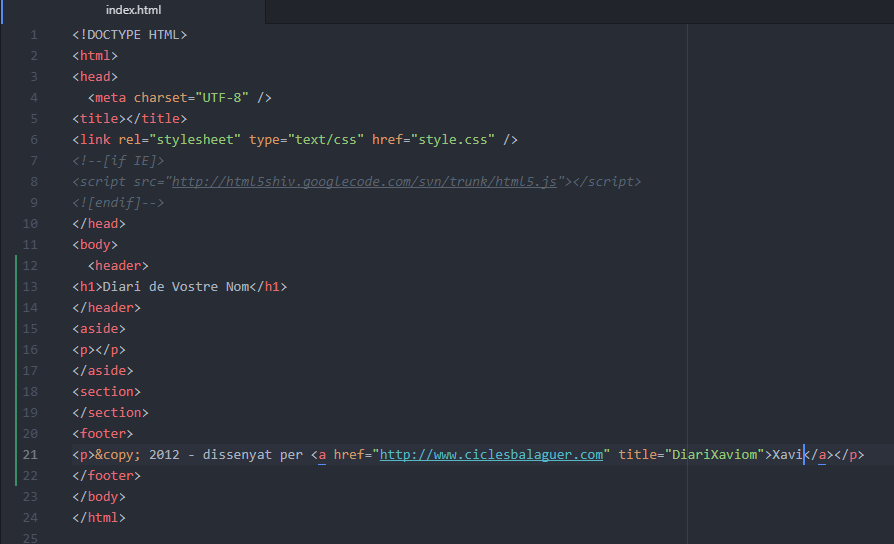 index.html
1 <!DOCTYPE HTML>
2 <html>
3 <head>
4 <meta charset="UTF-8" />
5 <title></title>
6 <link rel="stylesheet" type="text/css" href="style.css" />
7 <!--[if IE]>
8 <script src="http://html5shiv.googlecode.com/svn/trunk/html5.js"></script>
9 <![endif]-->
10 </head>
11 <body>
12 <header>
13 <h1>Diari de Vostre Nom</h1>
14 </header>
15 <aside>
16 <p></p>
17 </aside>
18 <section>
19 </section>
20 <footer>
21 <p>&copy; 2012 - dissenyat per <a href="http://www.ciclesbalaguer.com" title="DiariXaviom">Xavi</a></p>
22 </footer>
23 </body>
24 </html>
25